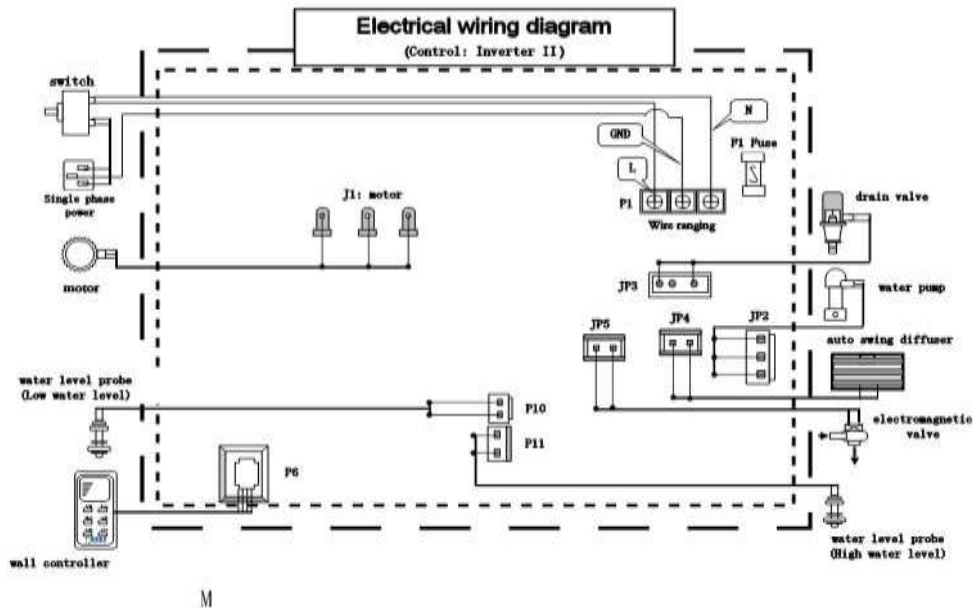 Electrical wiring diagram
(Control: Inverter II)
switch
N
GND
P1 Fuse
L
Single phase
power
J1: motor
P1
Wire ranging
drain valve
motor
JP3
water pump
JP5
JP4
JP2
auto swing diffuser
water level probe
(Low water level)
P10
electromagnetic
valve
P11
P6
wall controller
water level probe
(High water level)
M